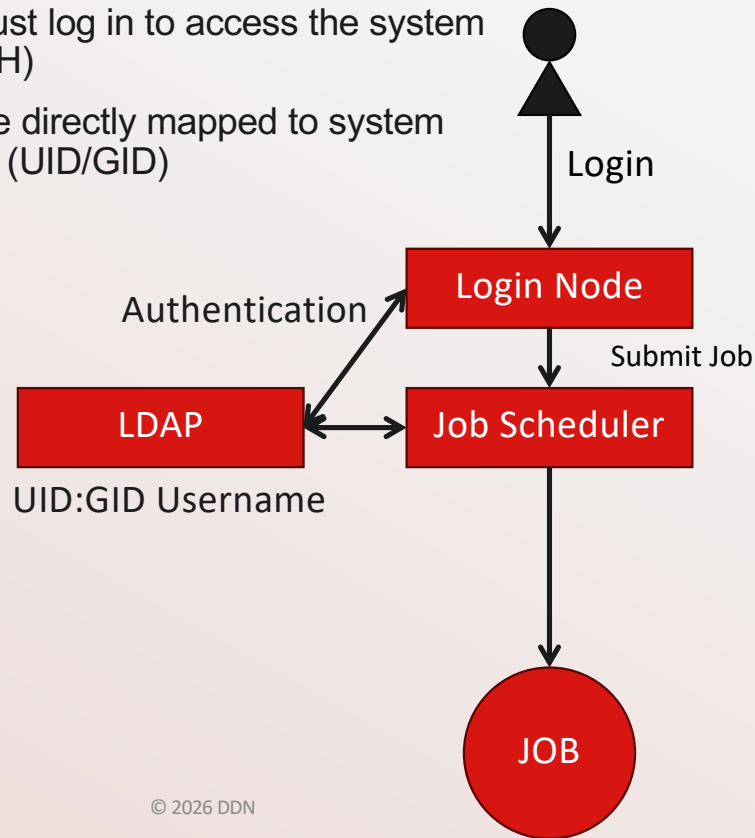 ust log in to access the system
H)
e directly mapped to system
(UID/GID)
Login
Login Node
Authentication
Submit Job
LDAP
Job Scheduler
UID:GID Username
JOB
© 2026 DDN